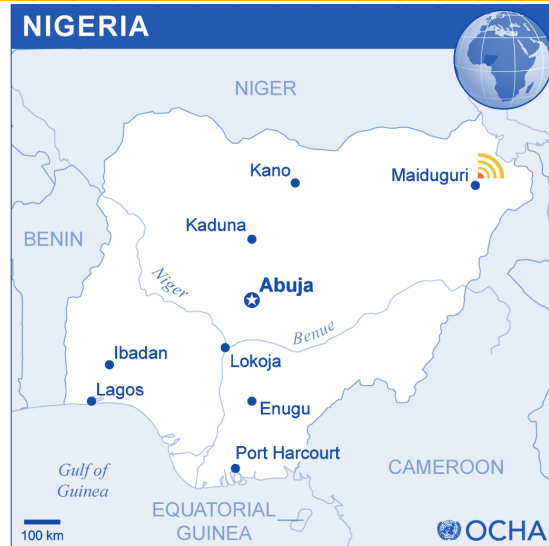 NIGERIA
NIGER
Kano
Maiduguri
Kaduna
BENIN
Niger
Abuja
Benue
Ibadan
Lokoja
Lagos
Enugu
Port Harcourt
Gulf of
Guinea
CAMEROON
EQUATORIAL
GUINEA
100 km
OCHA